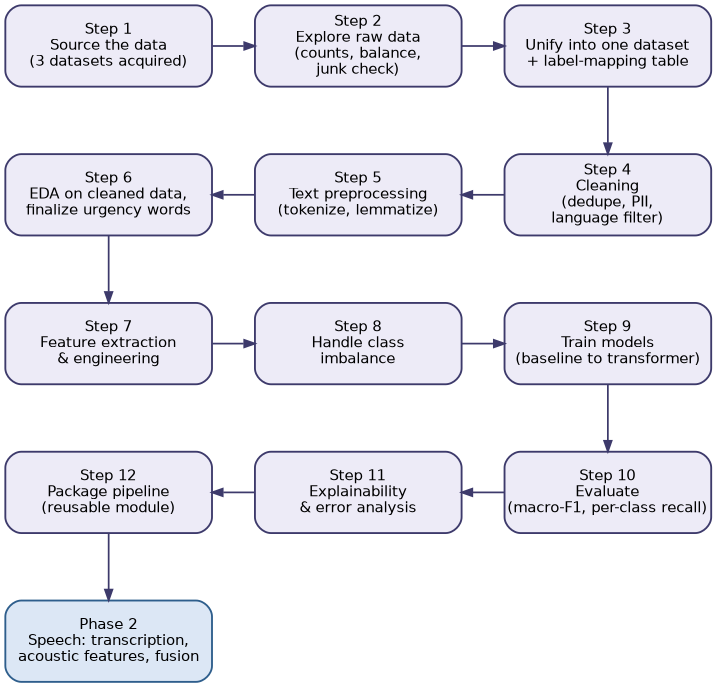 Step 1
Source the data
(3 datasets acquired)
Step 2
Explore raw data
(counts, balance,
junk check)
Step 3
Unify into one dataset
+ label-mapping table
Step 4
Cleaning
(dedupe, PII,
language filter)
Step 5
Text preprocessing
(tokenize, lemmatize)
Step 6
EDA on cleaned data,
finalize urgency words
Step 7
Feature extraction
& engineering
Step 8
Handle class
imbalance
Step 9
Train models
(baseline to transformer)
Step 10
Evaluate
(macro-F1, per-class recall)
Step 11
Explainability
& error analysis
Step 12
Package pipeline
(reusable module)
Phase 2
Speech: transcription,
acoustic features, fusion